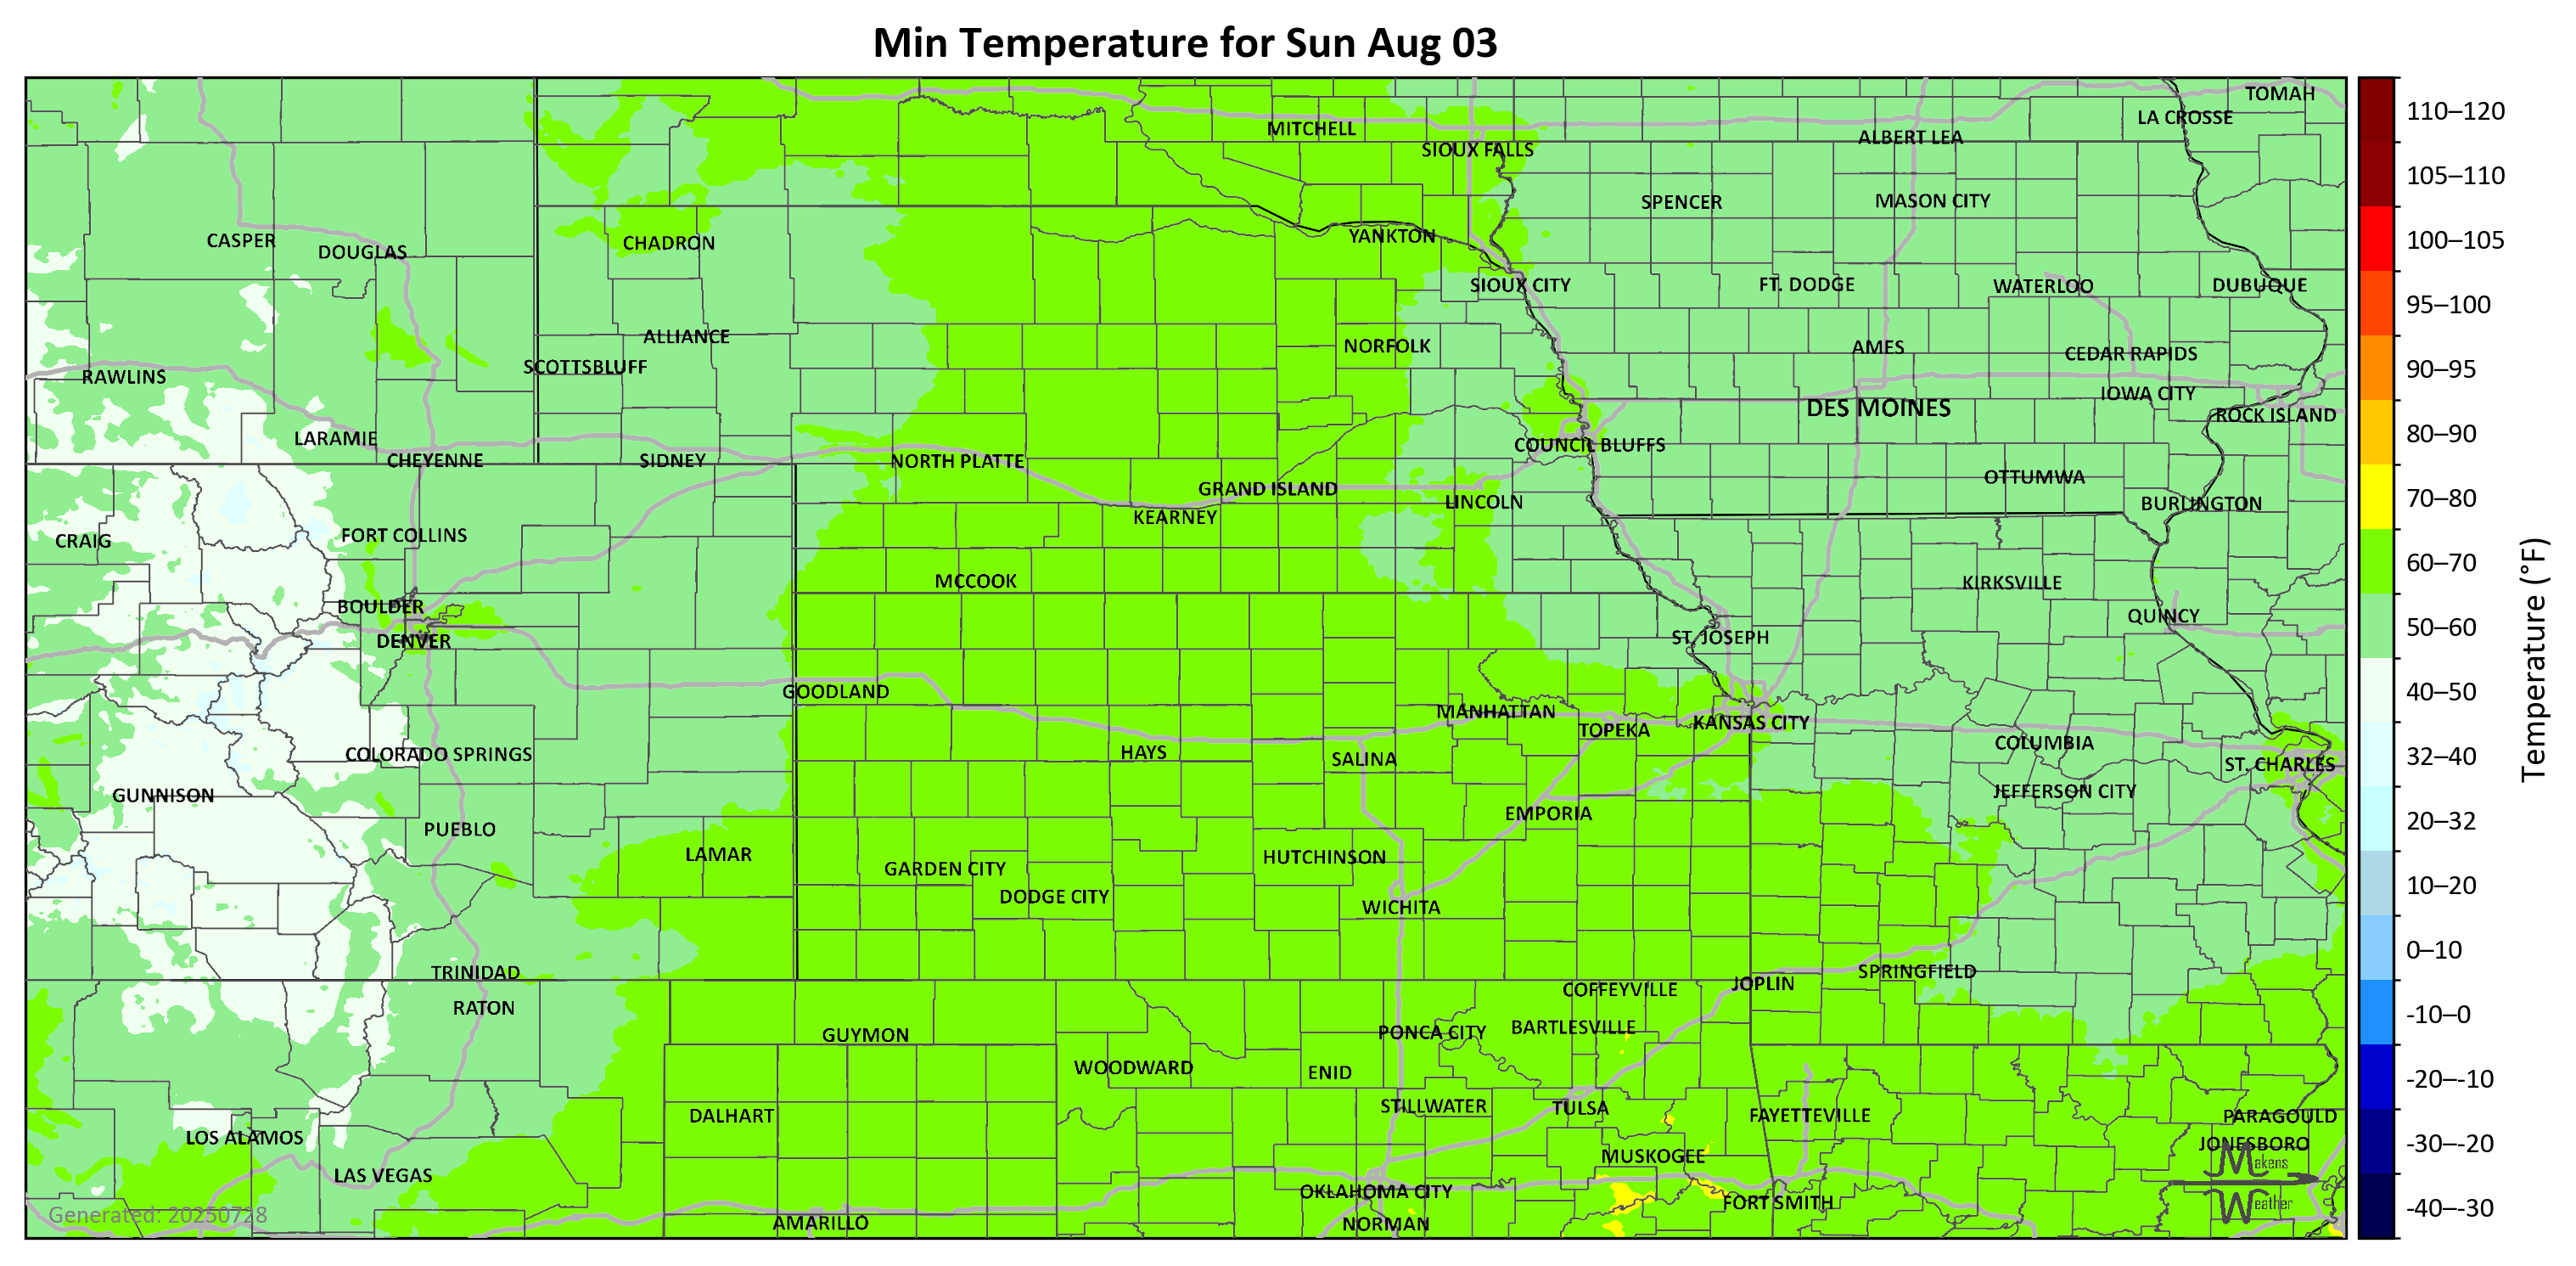 Min Temperature for Sun Aug 03
TOMAH
LA CROSSE
MITCHELL
ALBERT LEA
SIOUX FALLS
SPENCER
MASON CITY
CASPER
DOUGLAS
CHADRON
YANKTON
SIOUX CITY
FT. DODGE
WATERLOO
DUBUQUE
ALLIANCE
NORFOLK
AMES
CEDAR RAPIDS
SCOTTSBLUFF
RAWLINS
IOWA CITY
DES MOINES
ROCK ISLAND
LARAMIE
COUNCIL BLUFFS
CHEYENNE
SIDNEY
NORTH PLATTE
OTTUMWA
GRAND ISLAND
LINCOLN
BURLINGTON
KEARNEY
FORT COLLINS
CRAIG
MCCOOK
KIRKSVILLE
BOULDER
QUINCY
DENVER
ST. JOSEPH
GOODLAND
MANHATTAN
TOPEKA
KANSAS CITY
COLUMBIA
COLORADO SPRINGS
HAYS
SALINA
ST. CHARLES
GUNNISON
JEFFERSON CITY
PUEBLO
EMPORIA
LAMAR
HUTCHINSON
GARDEN CITY
DODGE CITY
WICHITA
TRINIDAD
SPRINGFIELD
JOPLIN
COFFEYVILLE
RATON
GUYMON
PONCA CITY
BARTLESVILLE
WOODWARD
ENID
STILLWATER
TULSA
DALHART
FAYETTEVILLE
PARAGOULD
LOS ALAMOS
JONESBORO
MUSKOGEE
LAS VEGAS
OKLAHOMA CITY
FORT SMITH
AMARILLO
NORMAN
Makens
Weather
Generated: 20250728
110–120
105–110
100–105
95–100
90–95
80–90
70–80
60–70
50–60
40–50
32–40
20–32
10–20
0–10
-10–0
-20–-10
-30–-20
-40–-30
Temperature (°F)